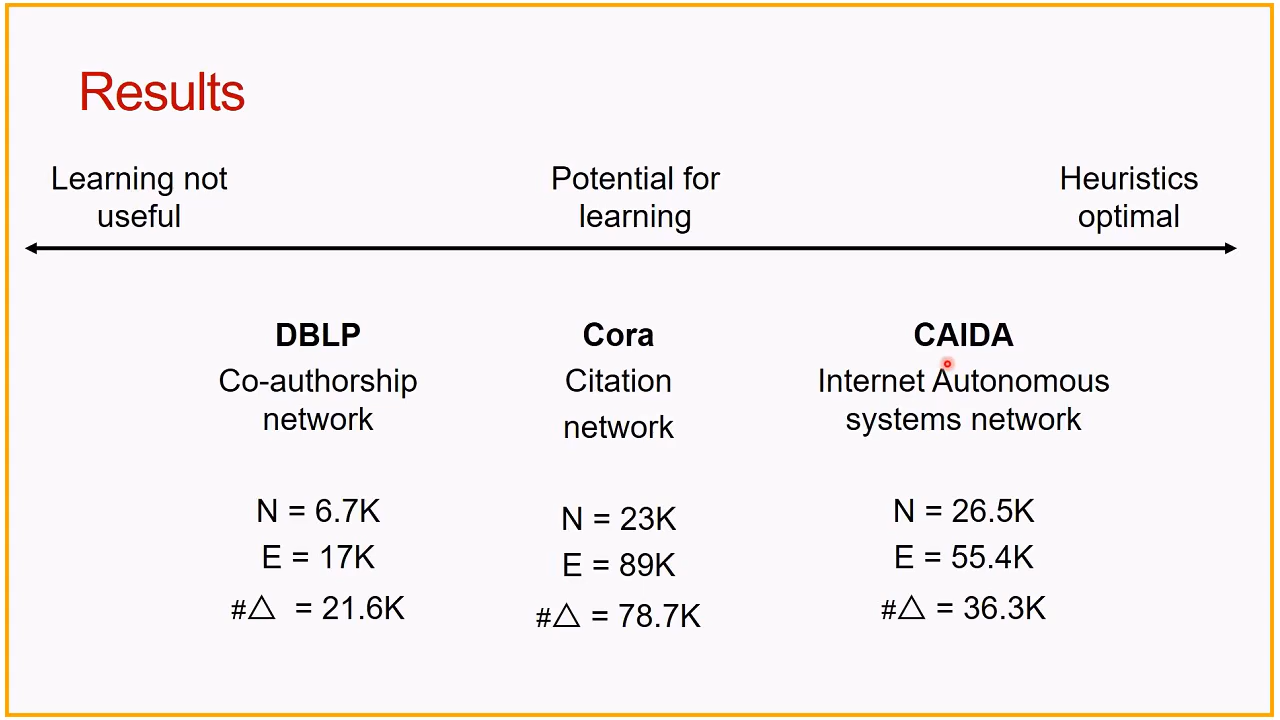 Results
Learning not
useful
Potential for
learning
Heuristics
optimal
DBLP
Co-authorship
network
N = 6.7K
E = 17K
#△ = 21.6K
Cora
Citation
network
N = 23K
E = 89K
#△ = 78.7K
CAIDA
Internet Autonomous
systems network
N = 26.5K
E = 55.4K
#△ = 36.3K